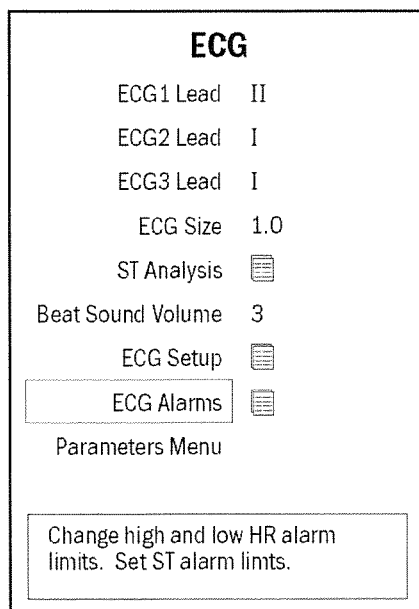 ECG
ECG1 Lead II
ECG2 Lead I
ECG3 Lead I
ECG Size 1.0
ST Analysis
Beat Sound Volume 3
ECG Setup
ECG Alarms
Parameters Menu
Change high and low HR alarm
limits. Set ST alarm limts.